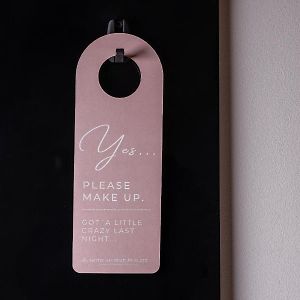 Yes...
PLEASE
MAKE UP.
GOT A LITTLE
CRAZY LAST
NIGHT...